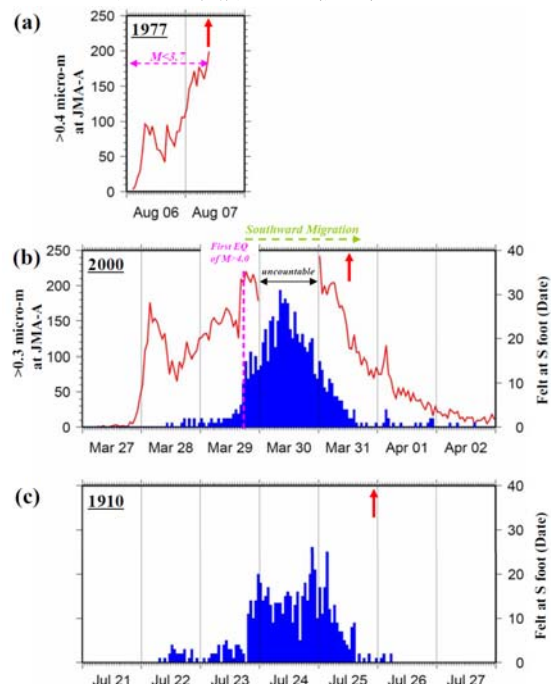 (a)
1977
M<3.7
>0.4 micro-m
at JMA-A
250
200
150
100
50
0
Aug 06 Aug 07
Southward Migration
(b)
2000
First EQ
of M>4.0
uncountable
>0.3 micro-m
at JMA-A
250
200
150
100
50
0
40
30
20
10
0
Felt at S foot (Date)
Mar 27 Mar 28 Mar 29 Mar 30 Mar 31 Apr 01 Apr 02
(c)
1910
40
30
20
10
0
Felt at S foot (Date)
Jul 21 Jul 22 Jul 23 Jul 24 Jul 25 Jul 26 Jul 27